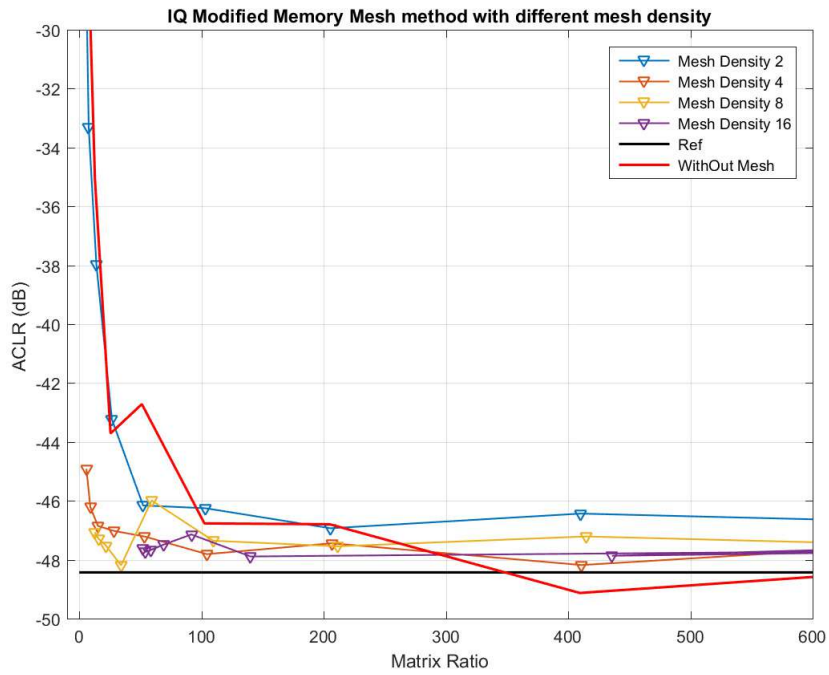 IQ Modified Memory Mesh method with different mesh density
-30
-32
-34
-36
-38
-40
-42
-44
-46
-48
-50
ACLR (dB)
0
100
200
300
400
500
600
Matrix Ratio
Mesh Density 2
Mesh Density 4
Mesh Density 8
Mesh Density 16
Ref
WithOut Mesh